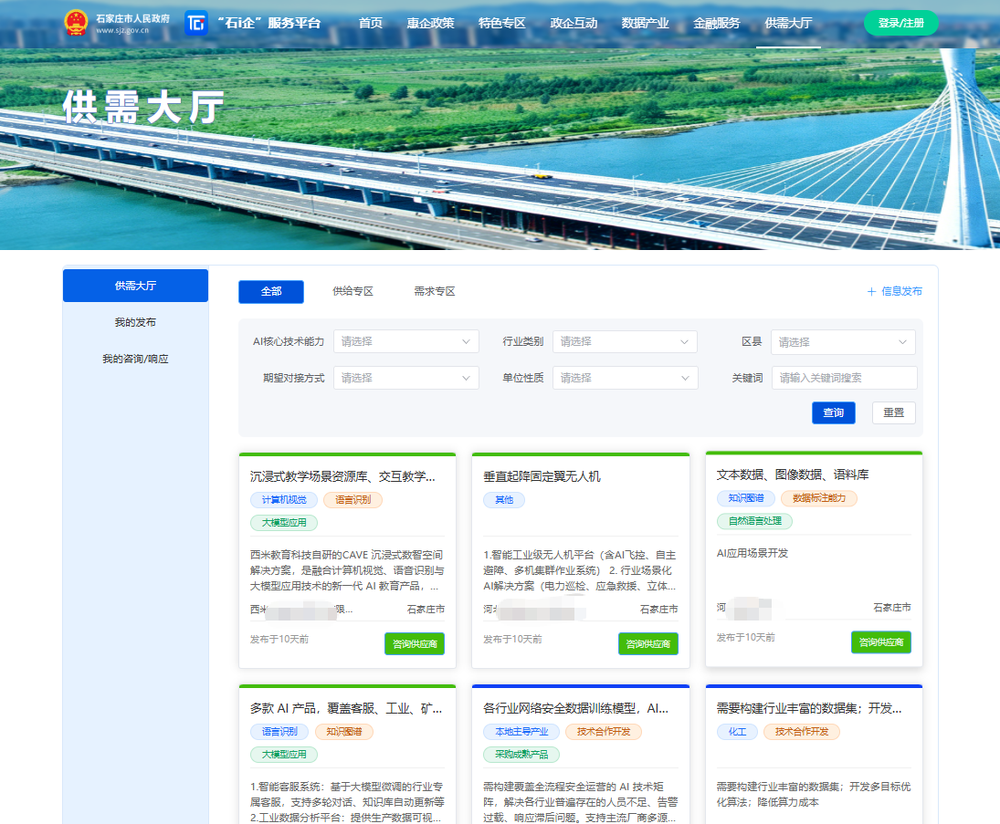 石家庄市人民政府
www.sjz.gov.cn
“石i企”服务平台
首页 惠企政策 特色专区 政企互动 数据产业 金融服务 供需大厅
登录/注册
供需大厅
供需大厅
我的发布
我的咨询/响应
全部 供给专区 需求专区 + 信息发布
AI核心技术能力 请选择 行业类别 请选择 区县 请选择
期望对接方式 请选择 单位性质 请选择 关键词 请输入关键词搜索
查询 重置
沉浸式教学场景资源库、交互教学...
计算机视觉 语言识别
大模型应用
西米教育科技自研的CAVE 沉浸式数智空间
解决方案，是融合计算机视觉、语音识别与
大模型应用技术的新一代 AI 教育产品，...
西米 限... 石家庄市
发布于10天前 咨询供应商
垂直起降固定翼无人机
其他
1.智能工业级无人机平台（含AI飞控、自主
避障、多机集群作业系统） 2. 行业场景化
AI解决方案（电力巡检、应急救援、立体...
河 石家庄市
发布于10天前 咨询供应商
文本数据、图像数据、语料库
知识图谱 数据标注能力
自然语言处理
AI应用场景开发
河 石家庄市
发布于10天前 咨询供应商
多款 AI 产品，覆盖客服、工业、矿...
语言识别 知识图谱
大模型应用
1.智能客服系统：基于大模型微调的行业专
属客服，支持多轮对话、知识库自动更新等
2.工业数据分析平台：提供生产数据可视...
各行业网络安全数据训练模型，AI...
本地主导产业 技术合作开发
采购成熟产品
需构建覆盖全流程安全运营的 AI 技术矩
阵，解决各行业普遍存在的人员不足、告警
过载、响应滞后问题。支持主流厂商多源...
需要构建行业丰富的数据集；开发...
化工 技术合作开发
需要构建行业丰富的数据集；开发多目标优
化算法；降低算力成本